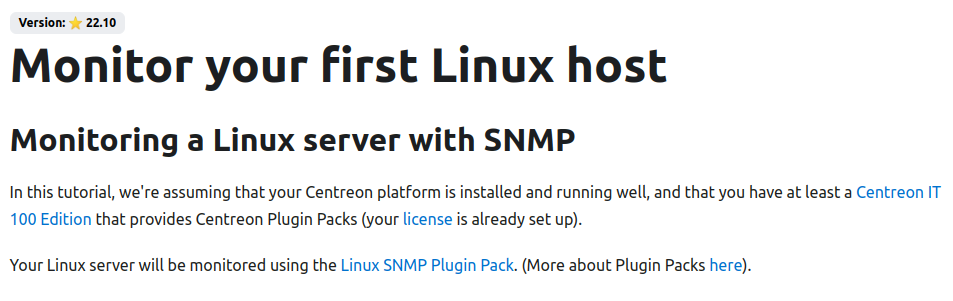 Version: ⭐ 22.10
Monitor your first Linux host
Monitoring a Linux server with SNMP
In this tutorial, we're assuming that your Centreon platform is installed and running well, and that you have at least a Centreon IT
100 Edition that provides Centreon Plugin Packs (your license is already set up).
Your Linux server will be monitored using the Linux SNMP Plugin Pack. (More about Plugin Packs here).